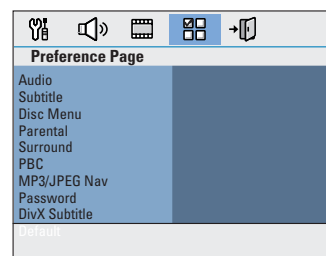 Preference Page
Audio
Subtitle
Disc Menu
Parental
Surround
PBC
MP3/JPEG Nav
Password
DivX Subtitle
Default